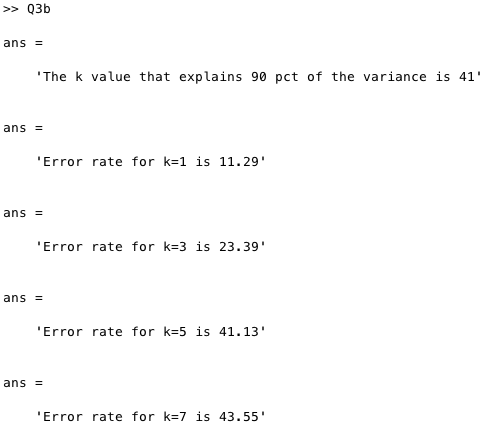 >> Q3b
ans =
'The k value that explains 90 pct of the variance is 41'
ans =
'Error rate for k=1 is 11.29'
ans =
'Error rate for k=3 is 23.39'
ans =
'Error rate for k=5 is 41.13'
ans =
'Error rate for k=7 is 43.55'